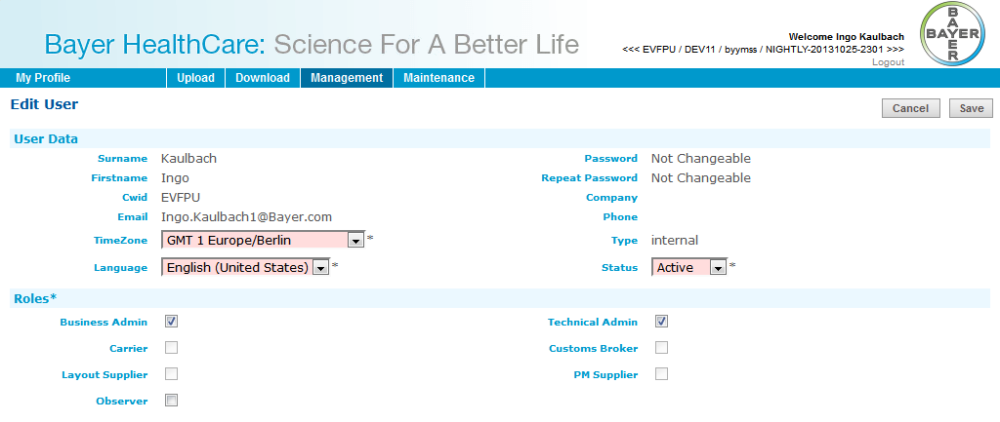 Bayer HealthCare: Science For A Better Life
Welcome Ingo Kaulbach
<<< EVFPU / DEV11 / byymss / NIGHTLY-20131025-2301 >>>
Logout
BAYER
BAYER
My Profile Upload Download Management Maintenance
Edit User
Cancel Save
User Data
Surname Kaulbach Password Not Changeable
Firstname Ingo Repeat Password Not Changeable
Cwid EVFPU Company
Email Ingo.Kaulbach1@Bayer.com Phone
TimeZone GMT 1 Europe/Berlin * Type internal
Language English (United States) * Status Active *
Roles*
Business Admin Technical Admin
Carrier Customs Broker
Layout Supplier PM Supplier
Observer